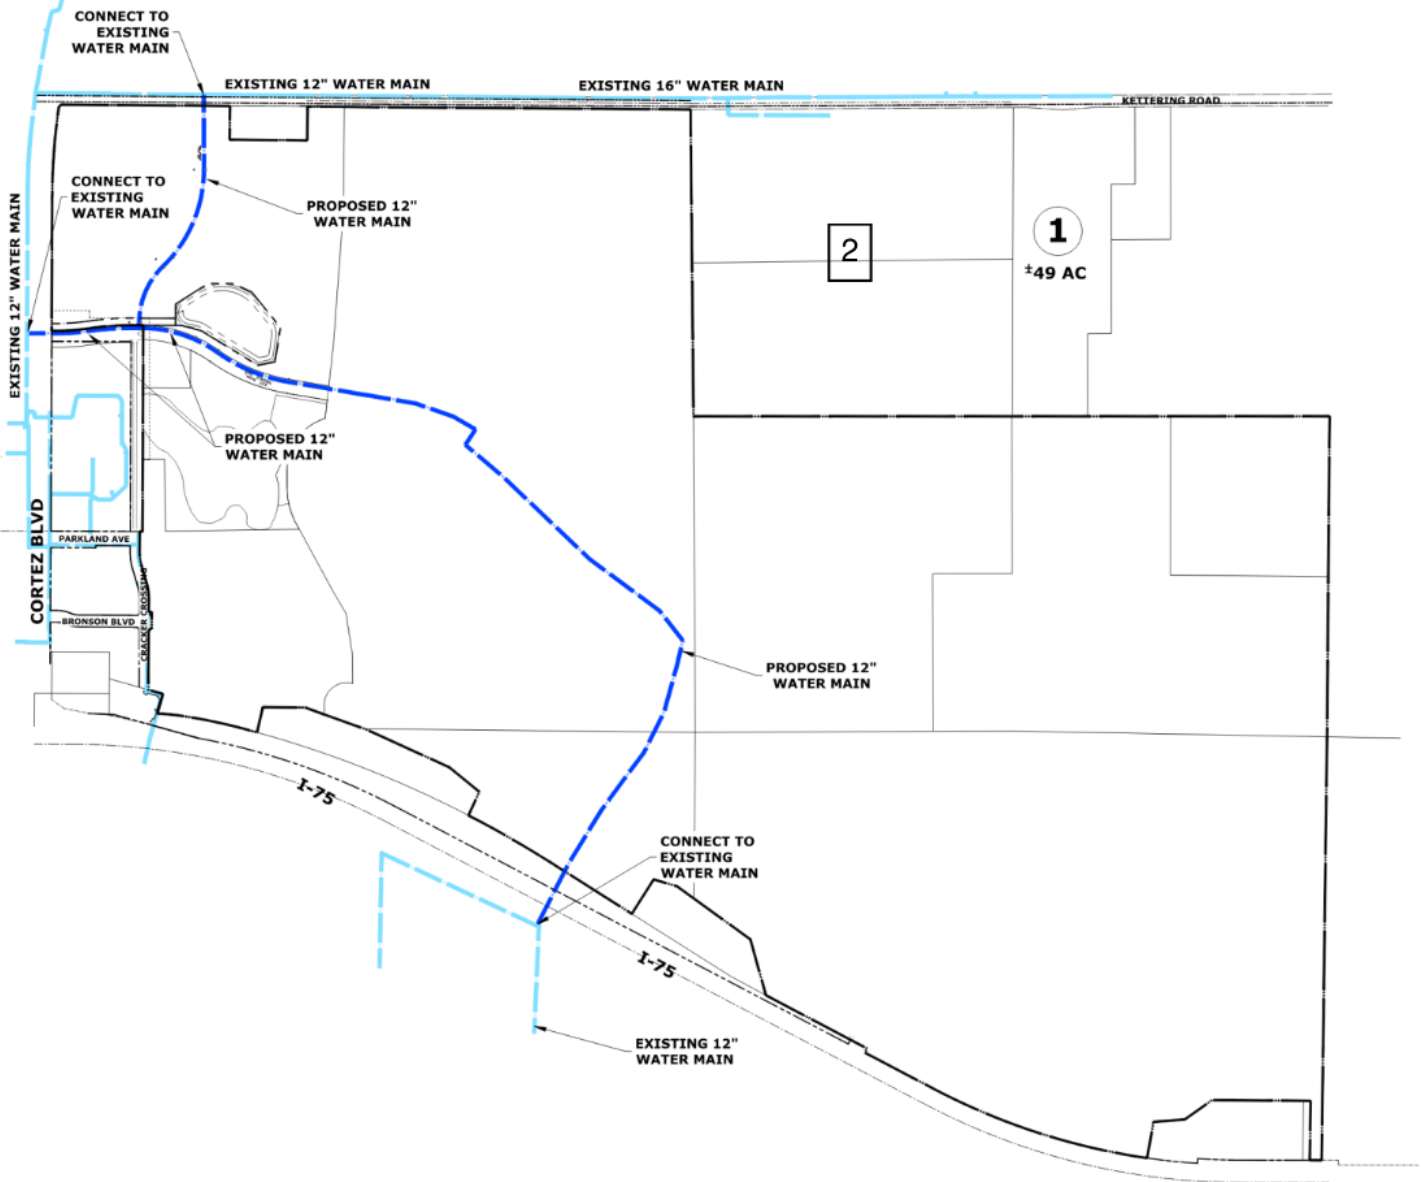 CONNECT TO
EXISTING
WATER MAIN
EXISTING 12" WATER MAIN
EXISTING 16" WATER MAIN
KETTERING ROAD
CONNECT TO
EXISTING
WATER MAIN
PROPOSED 12"
WATER MAIN
EXISTING 12" WATER MAIN
2
1
±49 AC
PROPOSED 12"
WATER MAIN
CORTEZ BLVD
PARKLAND AVE
CRACKER CROSSING
BRONSON BLVD
PROPOSED 12"
WATER MAIN
I-75
CONNECT TO
EXISTING
WATER MAIN
I-75
EXISTING 12"
WATER MAIN